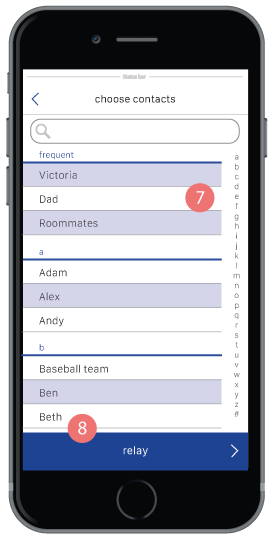 Status bar
choose contacts
frequent
Victoria
Dad
7
Roommates
a
Adam
Alex
Andy
b
Baseball team
Ben
Beth
8
relay
a
b
c
d
e
f
g
h
i
j
k
l
m
n
o
p
q
r
s
t
u
v
w
x
y
z
#